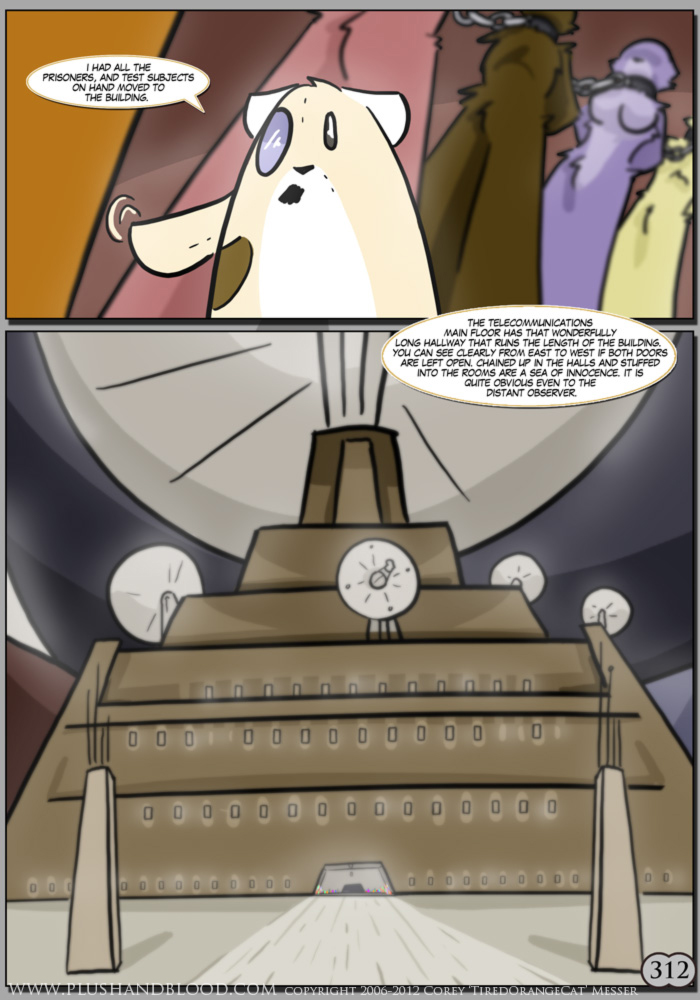 I HAD ALL THE
PRISONERS, AND TEST SUBJECTS
ON HAND MOVED TO
THE BUILDING.
THE TELECOMMUNICATIONS
MAIN FLOOR HAS THAT WONDERFULLY
LONG HALLWAY THAT RUNS THE LENGTH OF THE BUILDING.
YOU CAN SEE CLEARLY FROM EAST TO WEST IF BOTH DOORS
ARE LEFT OPEN. CHAINED UP IN THE HALLS AND STUFFED
INTO THE ROOMS ARE A SEA OF INNOCENCE. IT IS
QUITE OBVIOUS EVEN TO THE
DISTANT OBSERVER.
312
WWW.PLUSHANDBLOOD.COM COPYRIGHT 2006-2012 COREY 'TIREDORANGECAT' MESSER